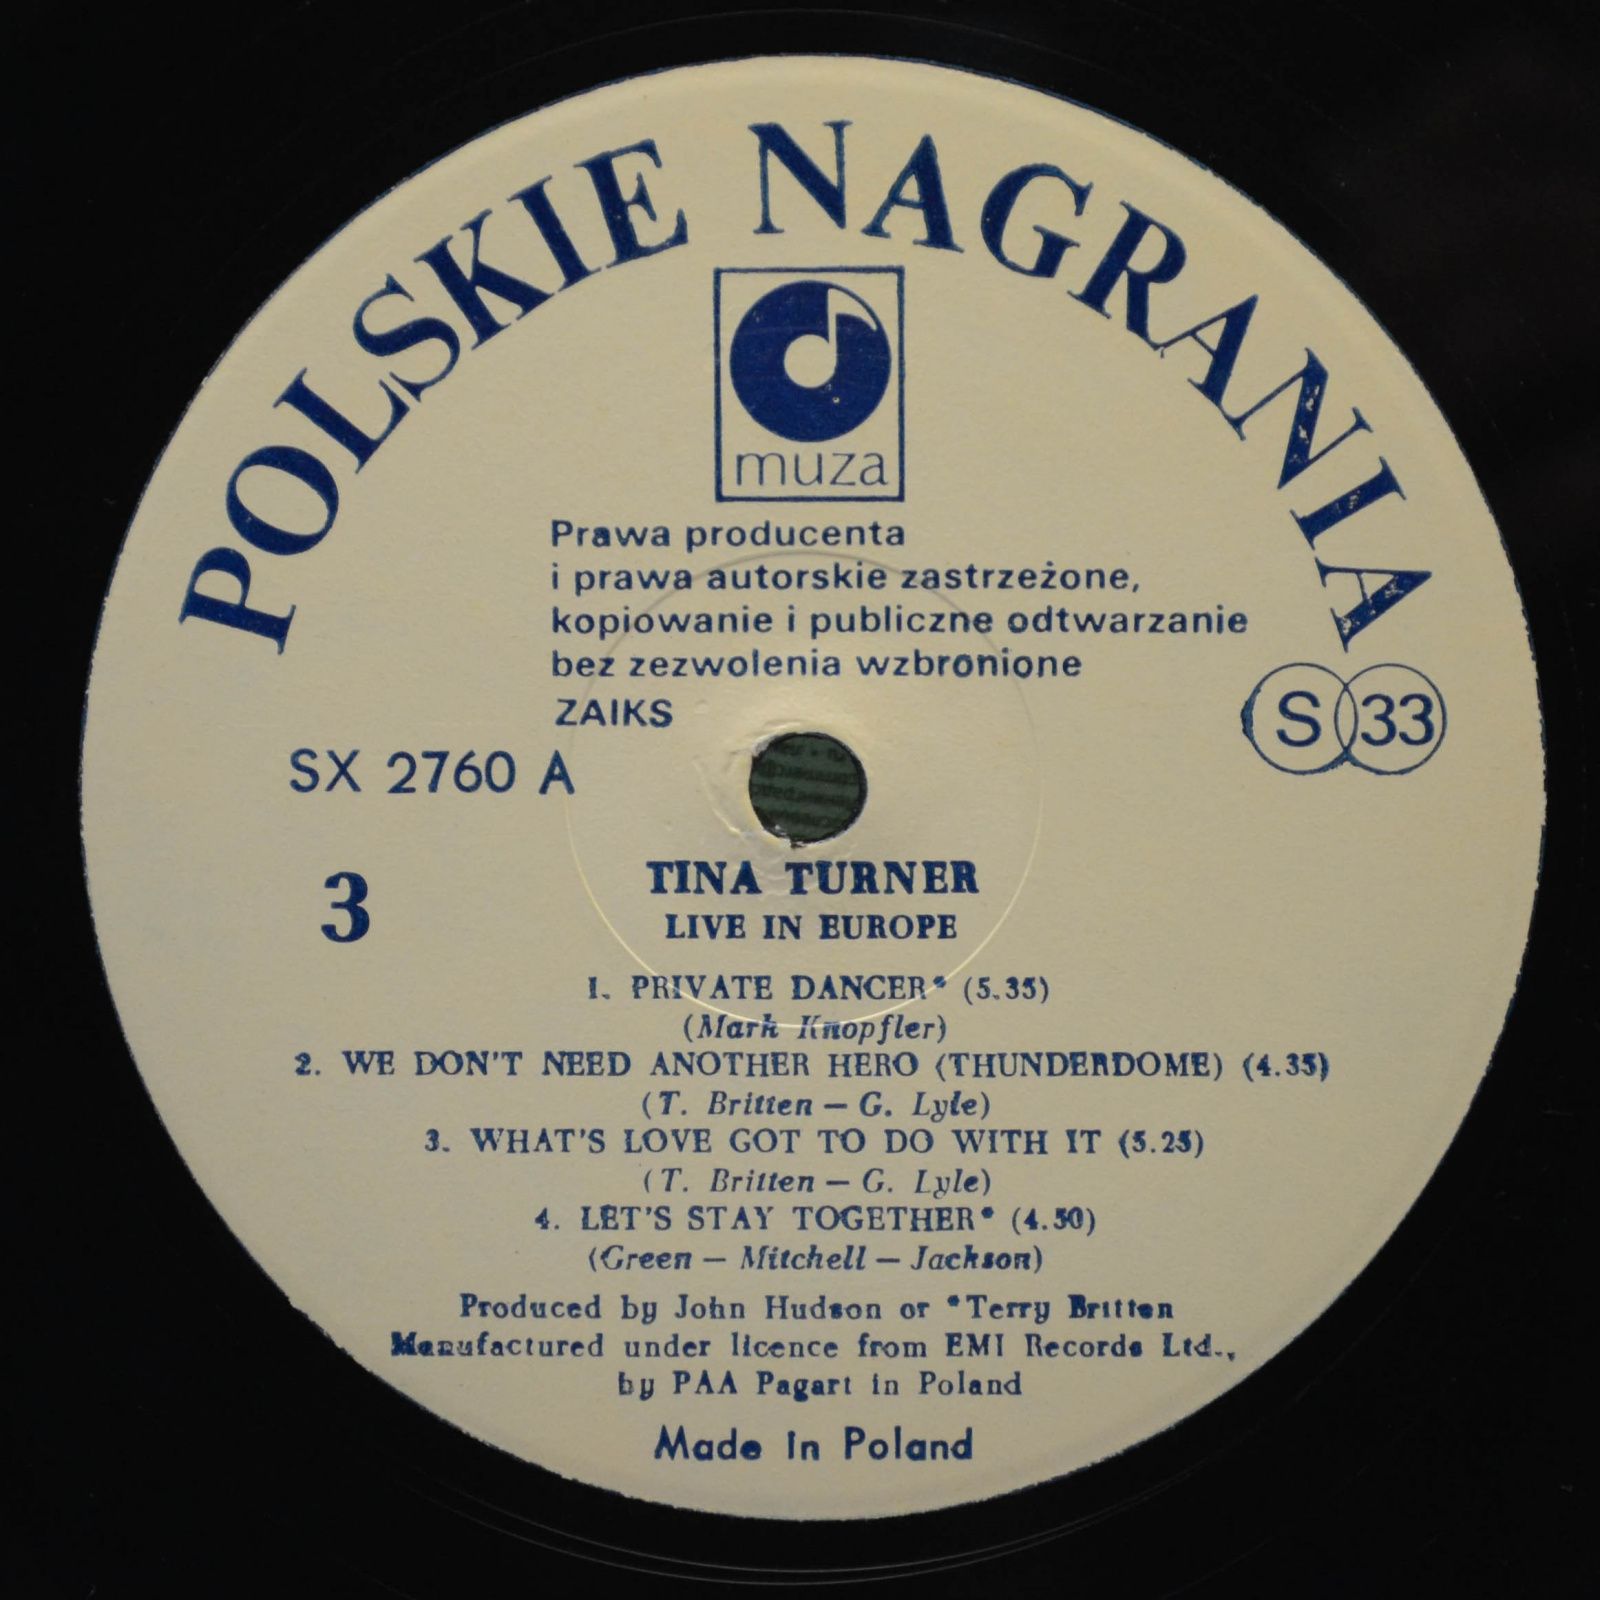 POLSKIE NAGRANIA
muza
Prawa producenta
i prawa autorskie zastrzeżone,
kopiowanie i publiczne odtwarzanie
bez zezwolenia wzbronione
ZAIKS
S 33
SX 2760 A
3
TINA TURNER
LIVE IN EUROPE
1. PRIVATE DANCER* (5.35)
(Mark Knopfler)
2. WE DON'T NEED ANOTHER HERO (THUNDERDOME) (4.35)
(T. Britten — G. Lyle)
3. WHAT'S LOVE GOT TO DO WITH IT (5.25)
(T. Britten — G. Lyle)
4. LET'S STAY TOGETHER* (4.50)
(Green — Mitchell — Jackson)
Produced by John Hudson or *Terry Britten
Manufactured under licence from EMI Records Ltd.,
by PAA Pagart in Poland
Made in Poland